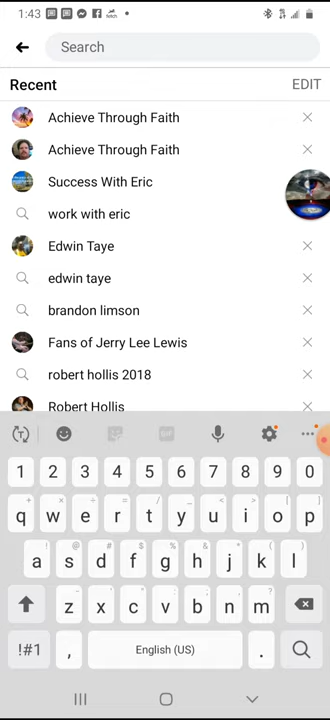 1:43
Search
Recent EDIT
Achieve Through Faith
Achieve Through Faith
Success With Eric
work with eric
Edwin Taye
edwin taye
brandon limson
Fans of Jerry Lee Lewis
robert hollis 2018
Robert Hollis
1 2 3 4 5 6 7 8 9 0
q w e r t y u i o p
a s d f g h j k l
z x c v b n m
!#1 , English (US) .